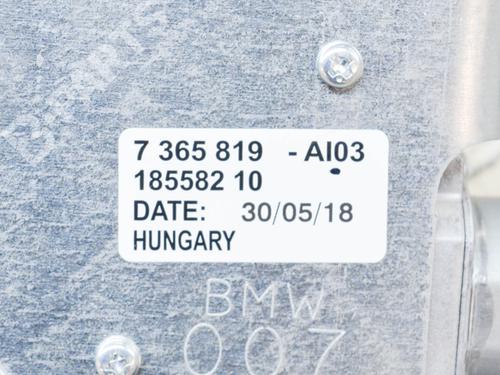 7 365 819 - AI03
185582 10
DATE: 30/05/18
HUNGARY
BMW
007